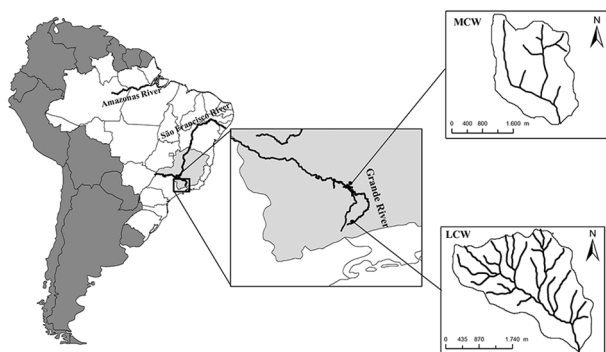 Amazonas River
São Francisco River
Grande River
MCW
N
0 400 800 1.600 m
LCW
N
0 435 870 1.740 m